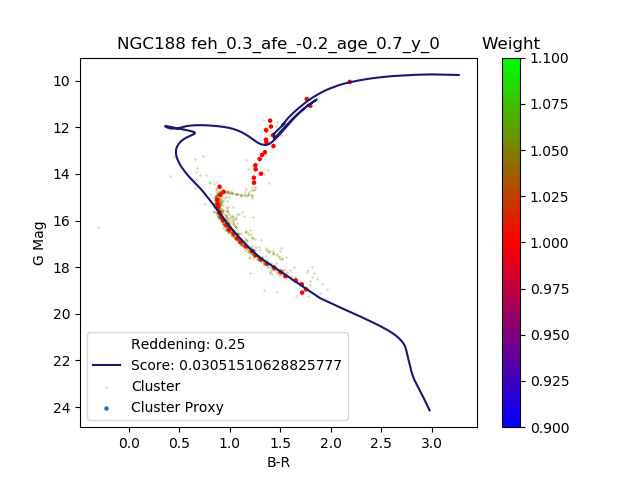 NGC188 feh_0.3_afe_-0.2_age_0.7_y_0
Weight
G Mag
10
12
14
16
18
20
22
24
Reddening: 0.25
Score: 0.03051510628825777
Cluster
Cluster Proxy
0.0 0.5 1.0 1.5 2.0 2.5 3.0
B-R
1.100
1.075
1.050
1.025
1.000
0.975
0.950
0.925
0.900